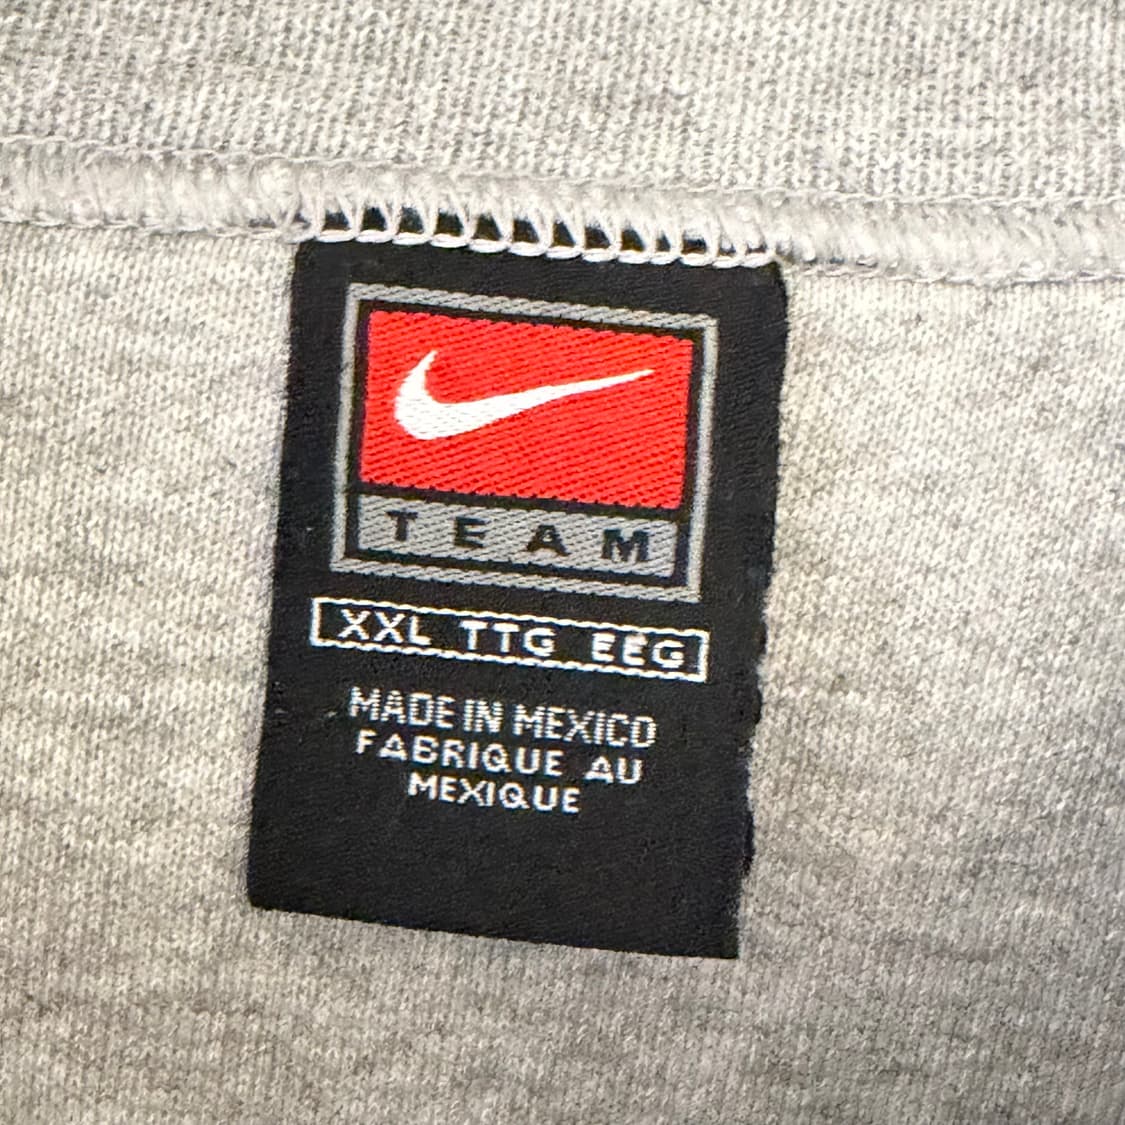 TEAM
XXL TTG EEG
MADE IN MEXICO
FABRIQUE AU
MEXIQUE